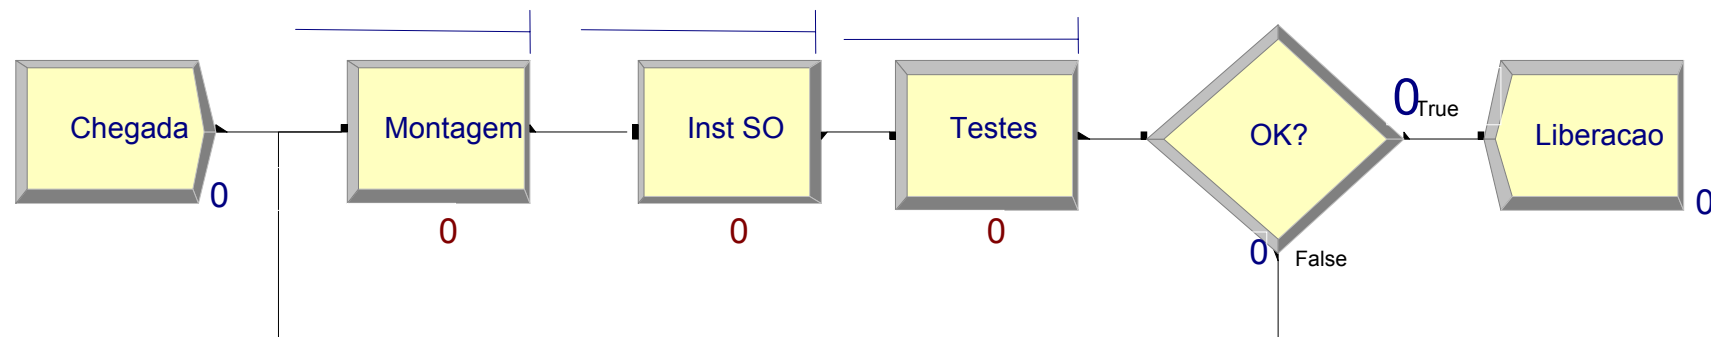 Chegada
0
Montagem
0
Inst SO
0
Testes
0
OK?
0
True
0
False
Liberacao
0